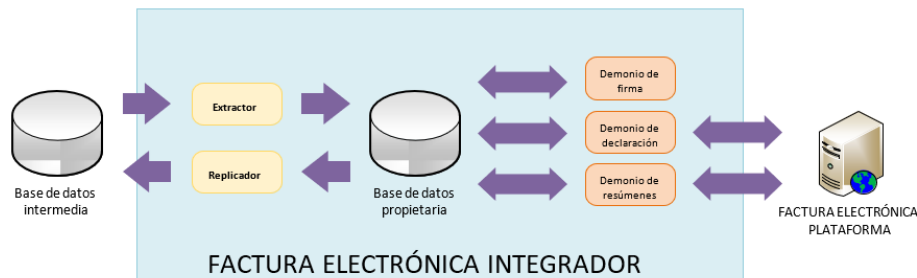 Extractor
Replicador
Base de datos
intermedia
Base de datos
propietaria
Demonio de
firma
Demonio de
declaración
Demonio de
resúmenes
FACTURA ELECTRÓNICA
PLATAFORMA
FACTURA ELECTRÓNICA INTEGRADOR